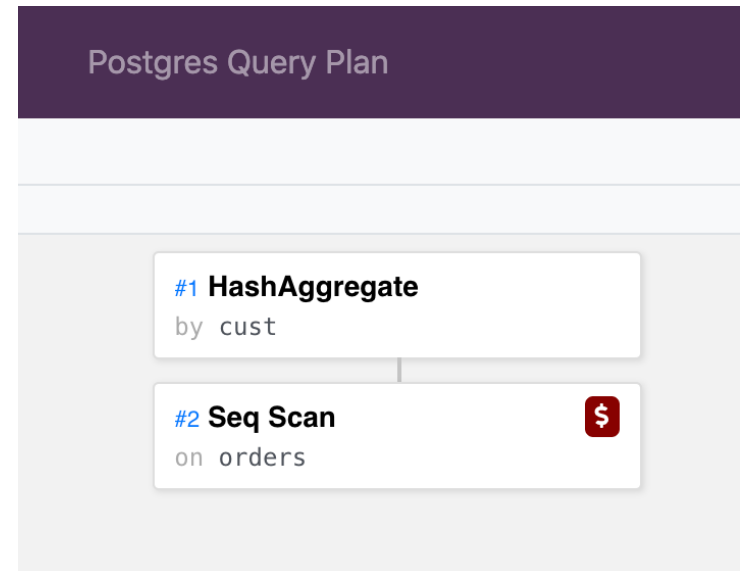 Postgres Query Plan
#1 HashAggregate
by cust
#2 Seq Scan
$
on orders